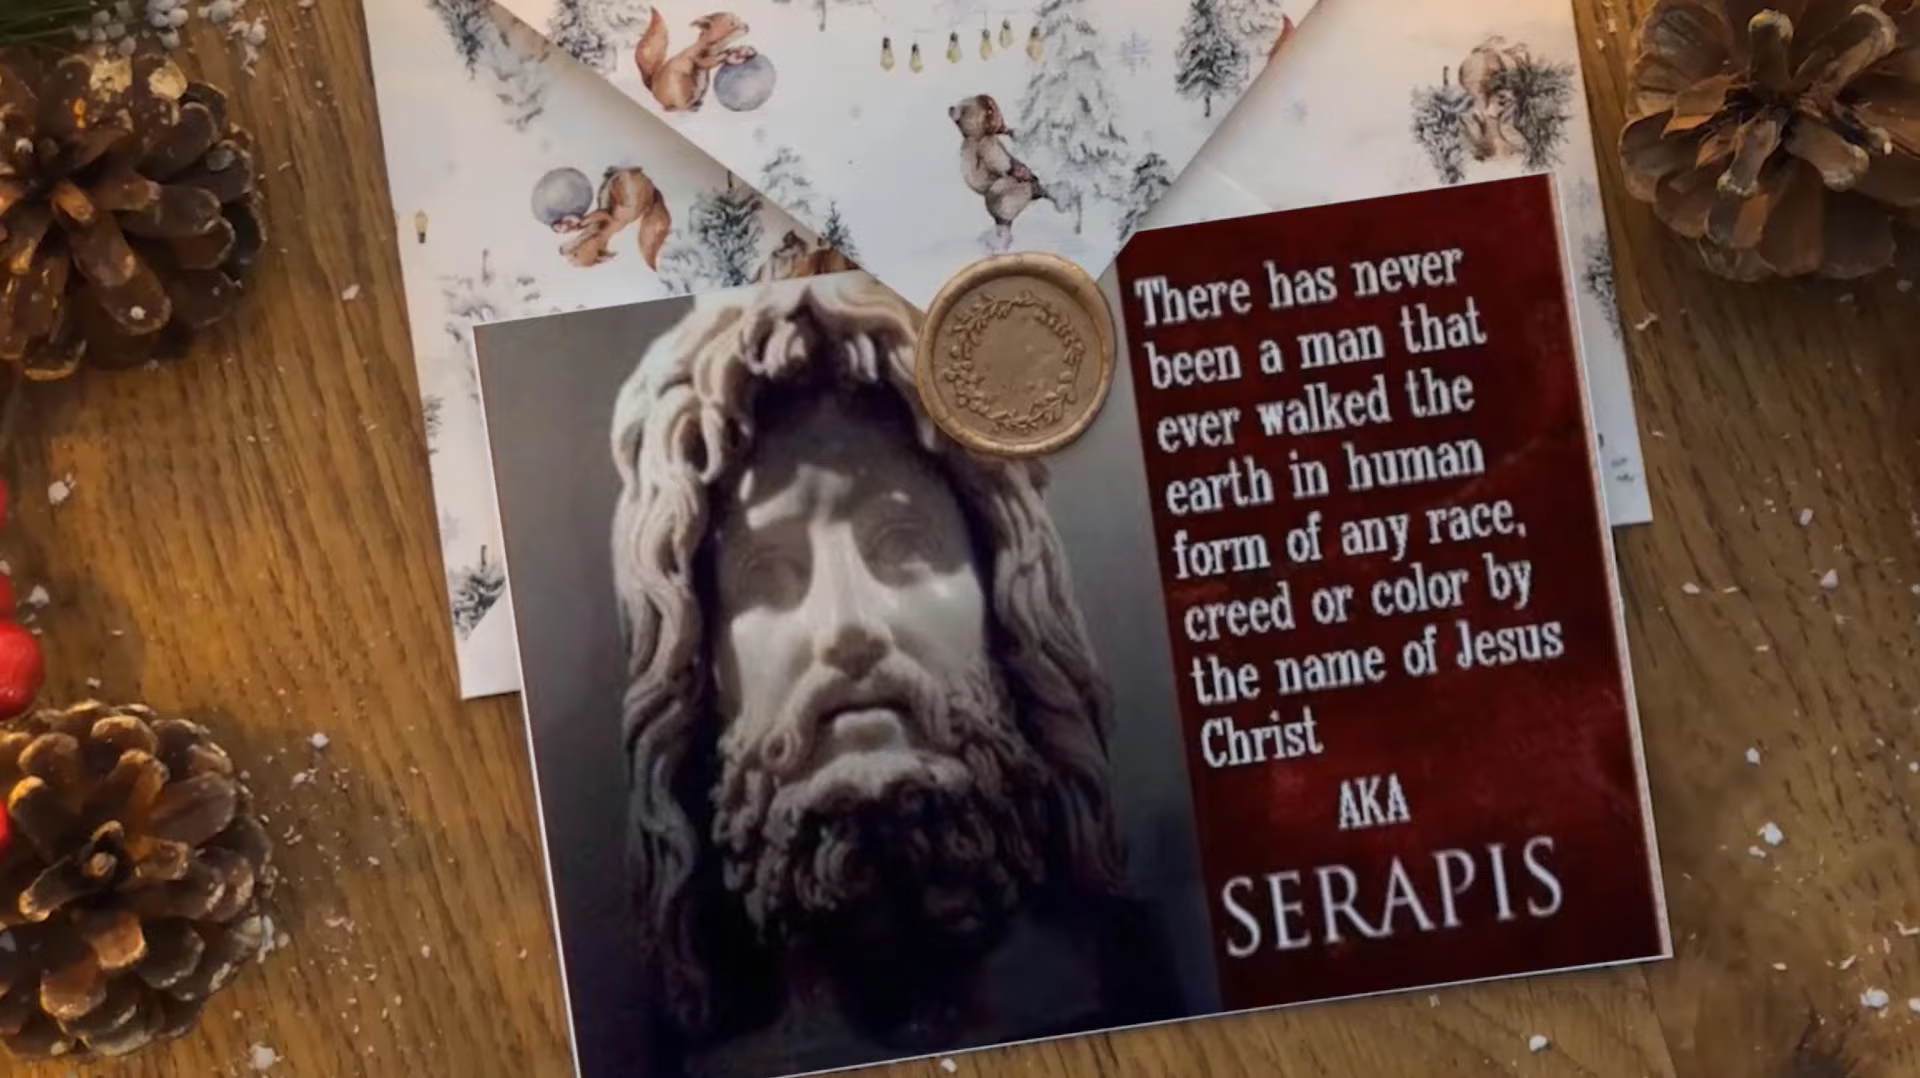 There has never
been a man that
ever walked the
earth in human
form of any race,
creed or color by
the name of Jesus
Christ
AKA
SERAPIS